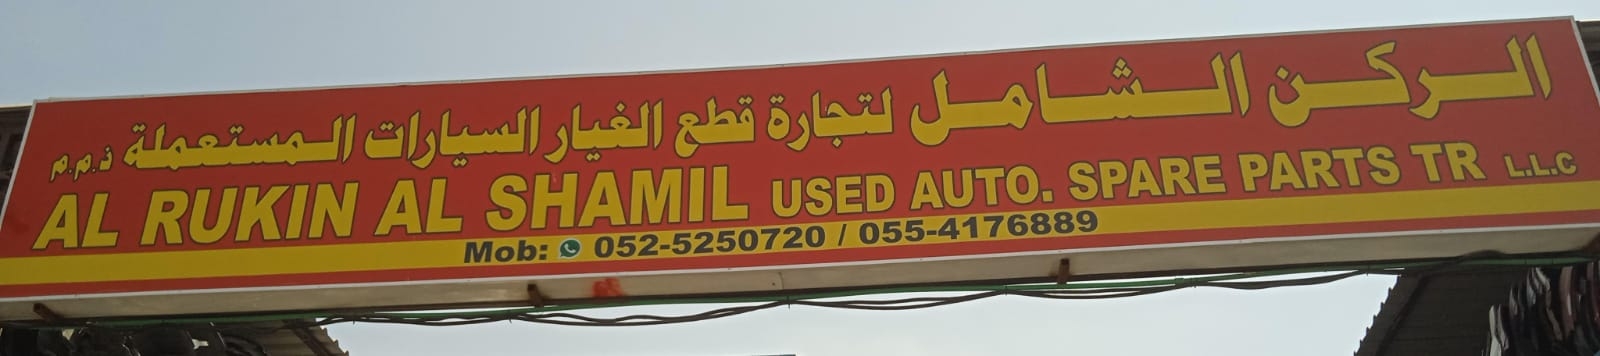 الركن الشامل لتجارة قطع الغيار السيارات المستعملة ذ.م.م
AL RUKIN AL SHAMIL USED AUTO. SPARE PARTS TR L.L.C
Mob: 052-5250720 / 055-4176889